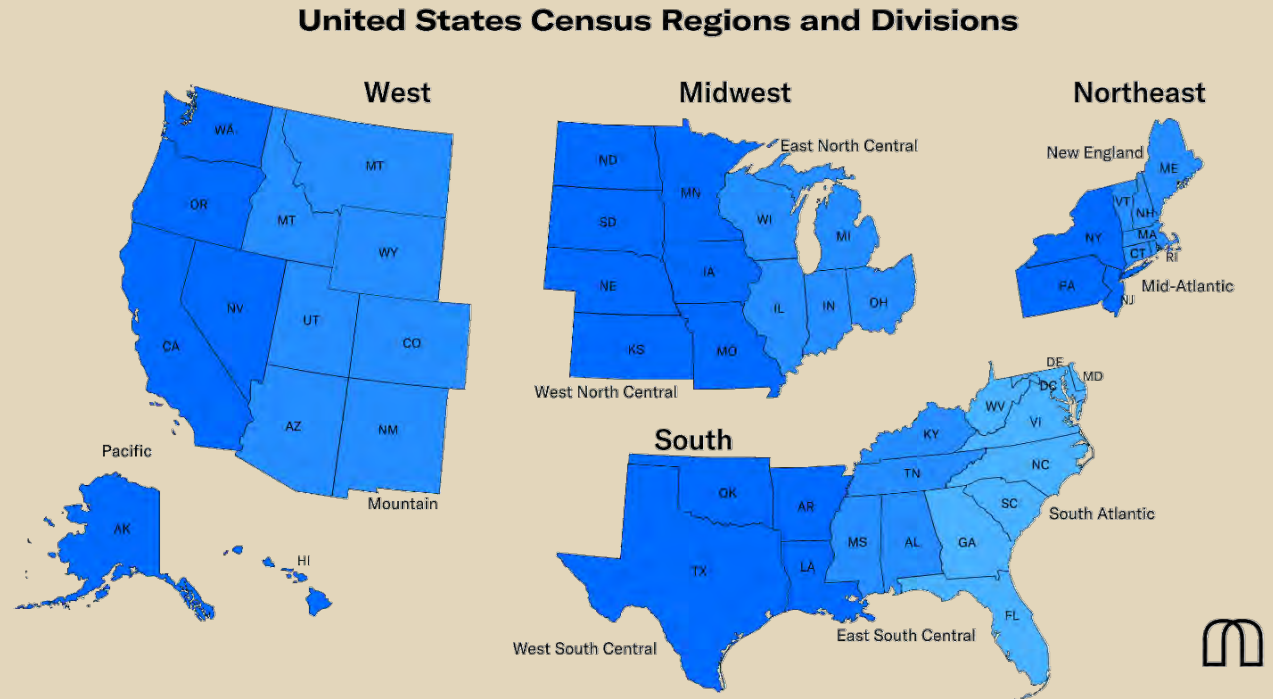 United States Census Regions and Divisions
West
WA
MT
OR
MT
WY
NV
UT
CO
CA
AZ
NM
Pacific
Mountain
AK
HI
Midwest
East North Central
ND
MN
SD
WI
MI
NE
IA
IL
IN
OH
KS
MO
West North Central
Northeast
New England
ME
VT
NH
NY
MA
CT
RI
PA
NJ
Mid-Atlantic
South
DE
DC
MD
WV
VI
KY
NC
TN
OK
AR
SC
South Atlantic
MS
AL
GA
TX
LA
FL
East South Central
West South Central